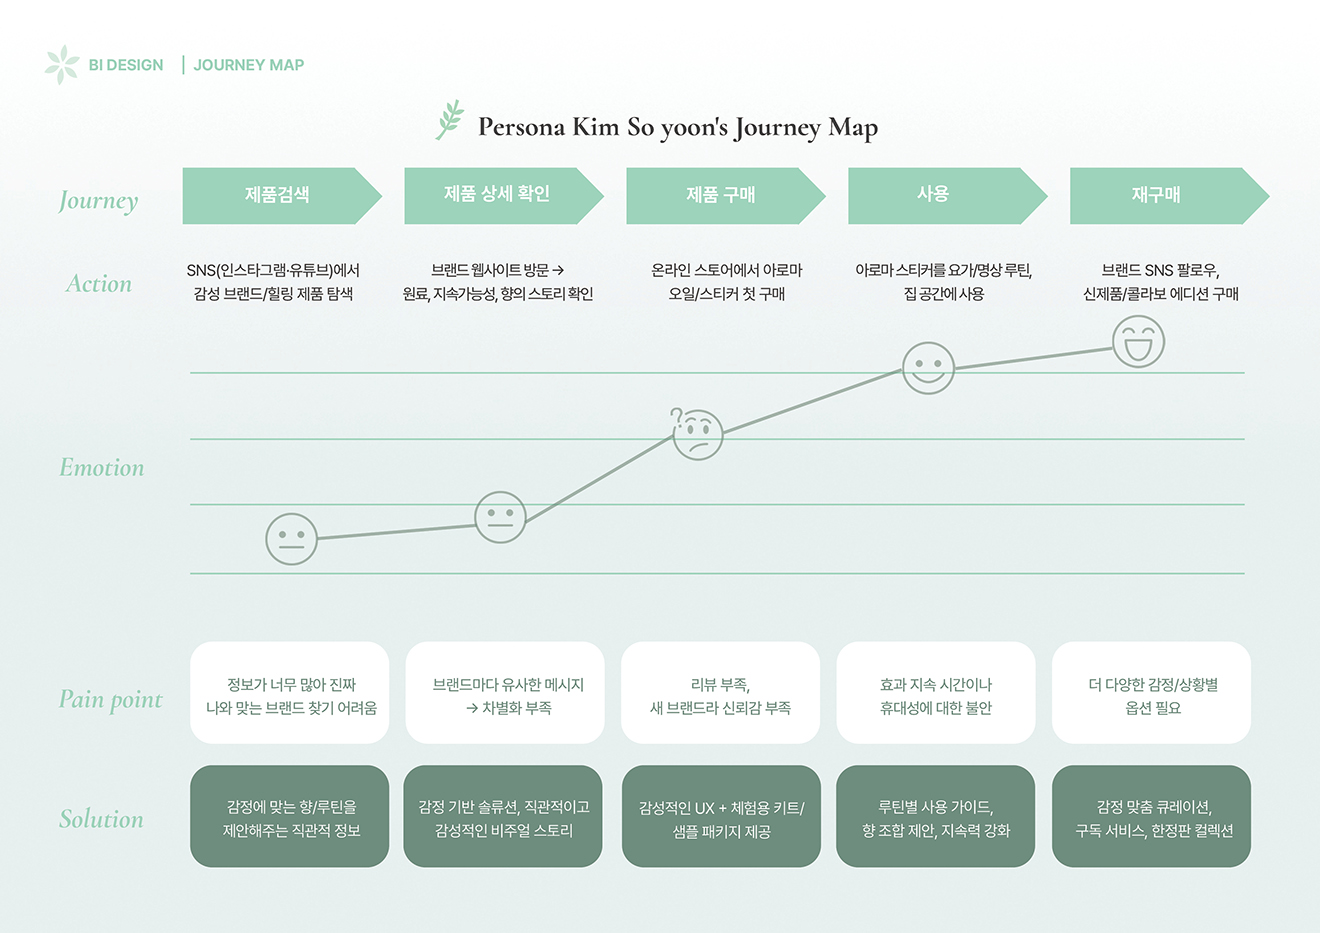 BI DESIGN | JOURNEY MAP
Persona Kim So yoon's Journey Map
Journey
제품검색
제품 상세 확인
제품 구매
사용
재구매
Action
SNS(인스타그램·유튜브)에서
감성 브랜드/힐링 제품 탐색
브랜드 웹사이트 방문 →
원료, 지속가능성, 향의 스토리 확인
온라인 스토어에서 아로마
오일/스티커 첫 구매
아로마 스티커를 요가/명상 루틴,
집 공간에 사용
브랜드 SNS 팔로우,
신제품/콜라보 에디션 구매
Emotion
?
Pain point
정보가 너무 많아 진짜
나와 맞는 브랜드 찾기 어려움
브랜드마다 유사한 메시지
→ 차별화 부족
리뷰 부족,
새 브랜드라 신뢰감 부족
효과 지속 시간이나
휴대성에 대한 불안
더 다양한 감정/상황별
옵션 필요
Solution
감정에 맞는 향/루틴을
제안해주는 직관적 정보
감정 기반 솔류션, 직관적이고
감성적인 비주얼 스토리
감성적인 UX + 체험용 키트/
샘플 패키지 제공
루틴별 사용 가이드,
향 조합 제안, 지속력 강화
감정 맞춤 큐레이션,
구독 서비스, 한정판 컬렉션